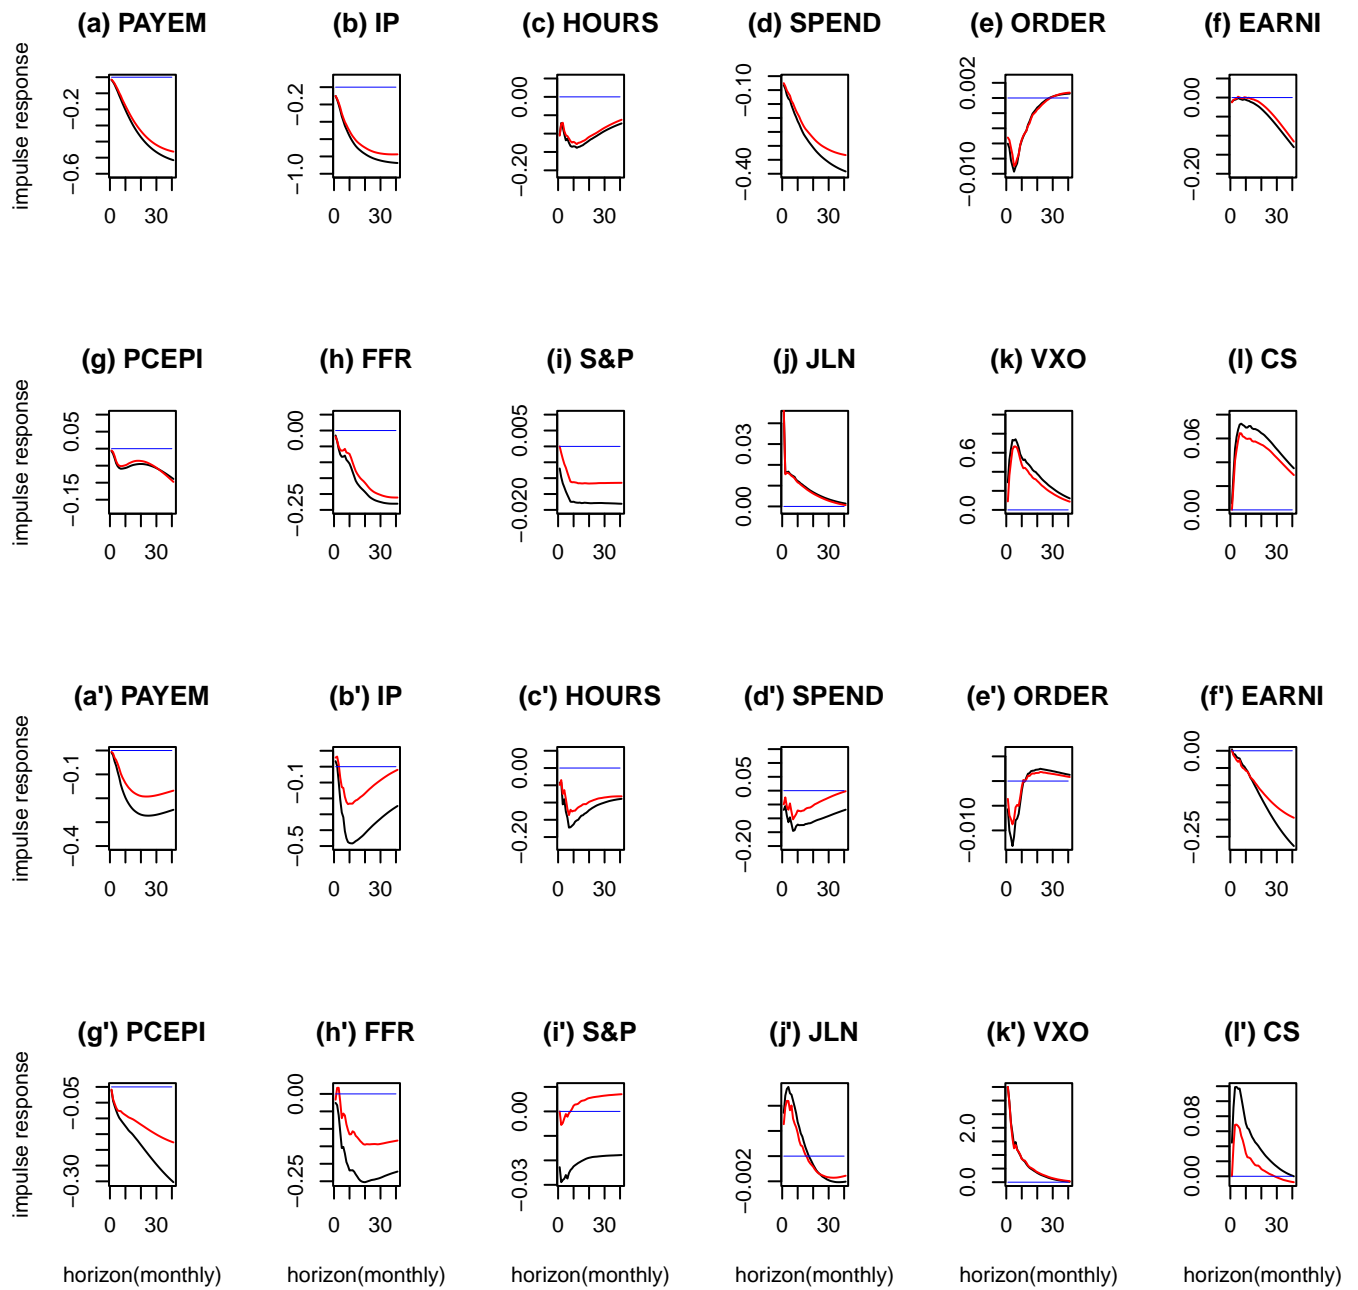 (a) PAYEM (b) IP (c) HOURS (d) SPEND (e) ORDER (f) EARNI
impulse response
−0.2 −0.6
−0.2 −1.0
0.00 −0.20
−0.10 −0.40
0.002 −0.010
0.00 −0.20
0 30 0 30 0 30 0 30 0 30 0 30
(g) PCEPI (h) FFR (i) S&P (j) JLN (k) VXO (l) CS
impulse response
0.05 −0.15
0.00 −0.25
0.005 −0.020
0.03 0.00
0.6 0.0
0.06 0.00
0 30 0 30 0 30 0 30 0 30 0 30
(a') PAYEM (b') IP (c') HOURS (d') SPEND (e') ORDER (f') EARNI
impulse response
−0.1 −0.4
−0.1 −0.5
0.00 −0.20
0.05 −0.20
−0.010
0.00 −0.25
0 30 0 30 0 30 0 30 0 30 0 30
(g') PCEPI (h') FFR (i') S&P (j') JLN (k') VXO (l') CS
impulse response
−0.05 −0.30
0.00 −0.25
0.00 −0.03
−0.002
2.0 0.0
0.08 0.00
0 30 0 30 0 30 0 30 0 30 0 30
horizon(monthly) horizon(monthly) horizon(monthly) horizon(monthly) horizon(monthly) horizon(monthly)